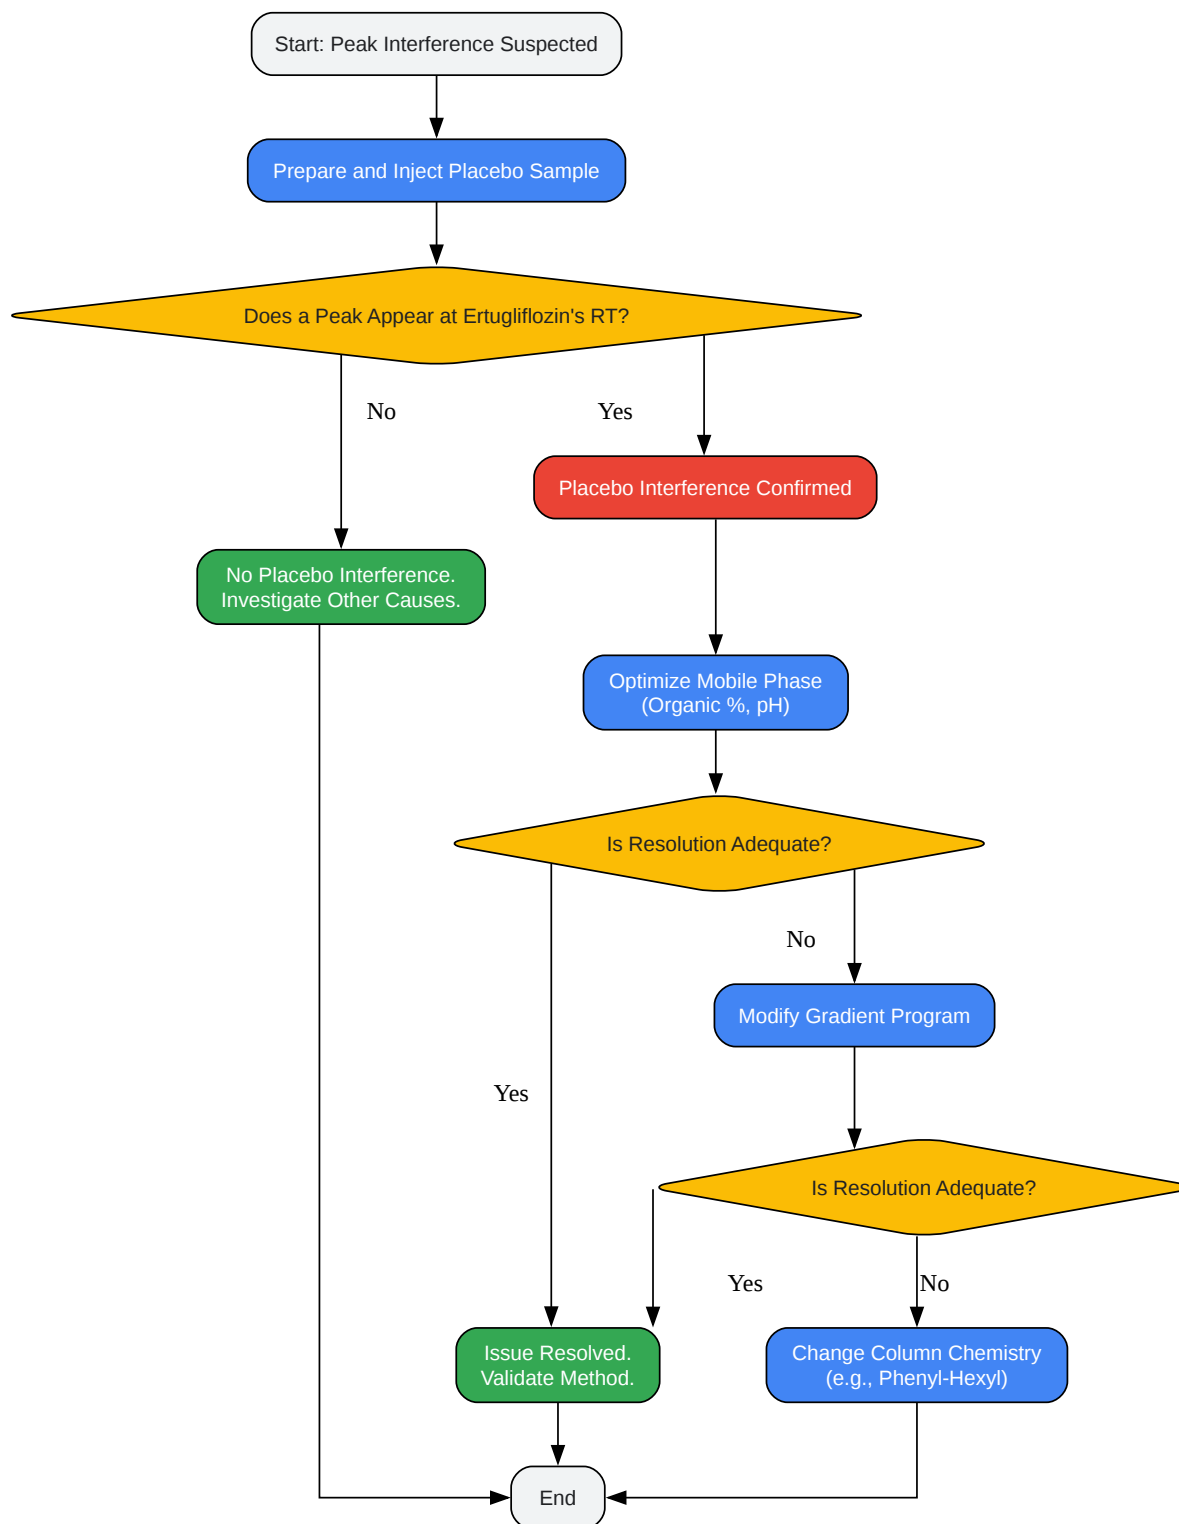 Start: Peak Interference Suspected
Prepare and Inject Placebo Sample
Does a Peak Appear at Ertugliflozin's RT?
No
Yes
Placebo Interference Confirmed
No Placebo Interference.
Investigate Other Causes.
Optimize Mobile Phase
(Organic %, pH)
Is Resolution Adequate?
No
Modify Gradient Program
Yes
Is Resolution Adequate?
Yes
No
Issue Resolved.
Validate Method.
Change Column Chemistry
(e.g., Phenyl-Hexyl)
End